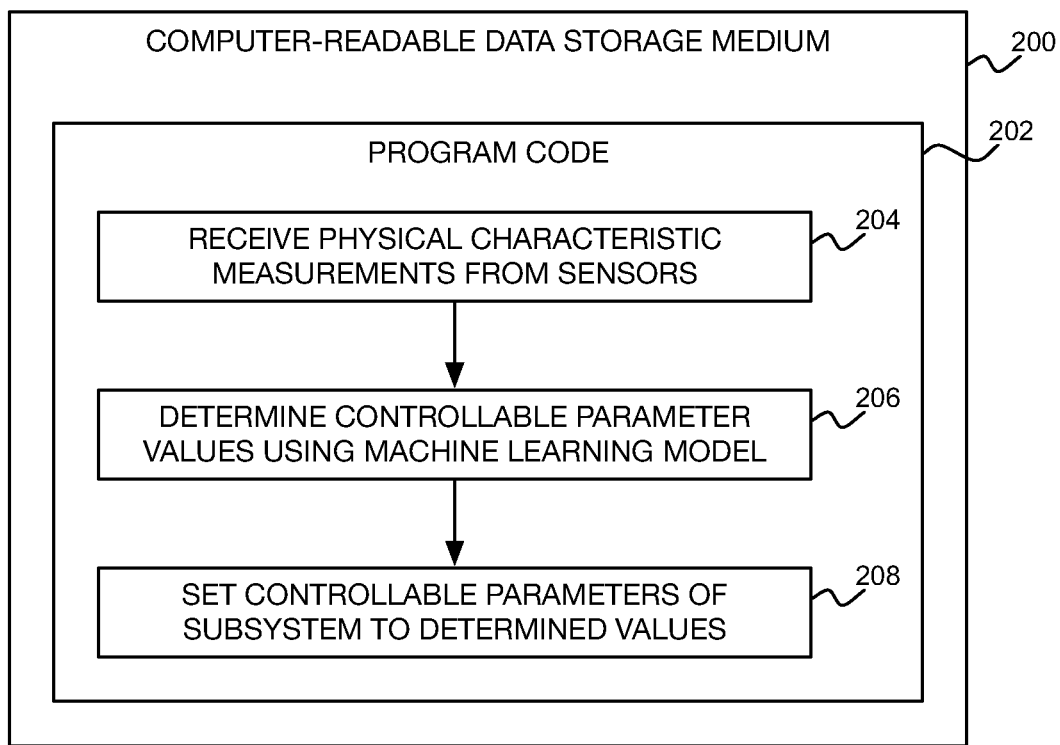 COMPUTER-READABLE DATA STORAGE MEDIUM
200
PROGRAM CODE
202
RECEIVE PHYSICAL CHARACTERISTIC
MEASUREMENTS FROM SENSORS
204
DETERMINE CONTROLLABLE PARAMETER
VALUES USING MACHINE LEARNING MODEL
206
SET CONTROLLABLE PARAMETERS OF
SUBSYSTEM TO DETERMINED VALUES
208